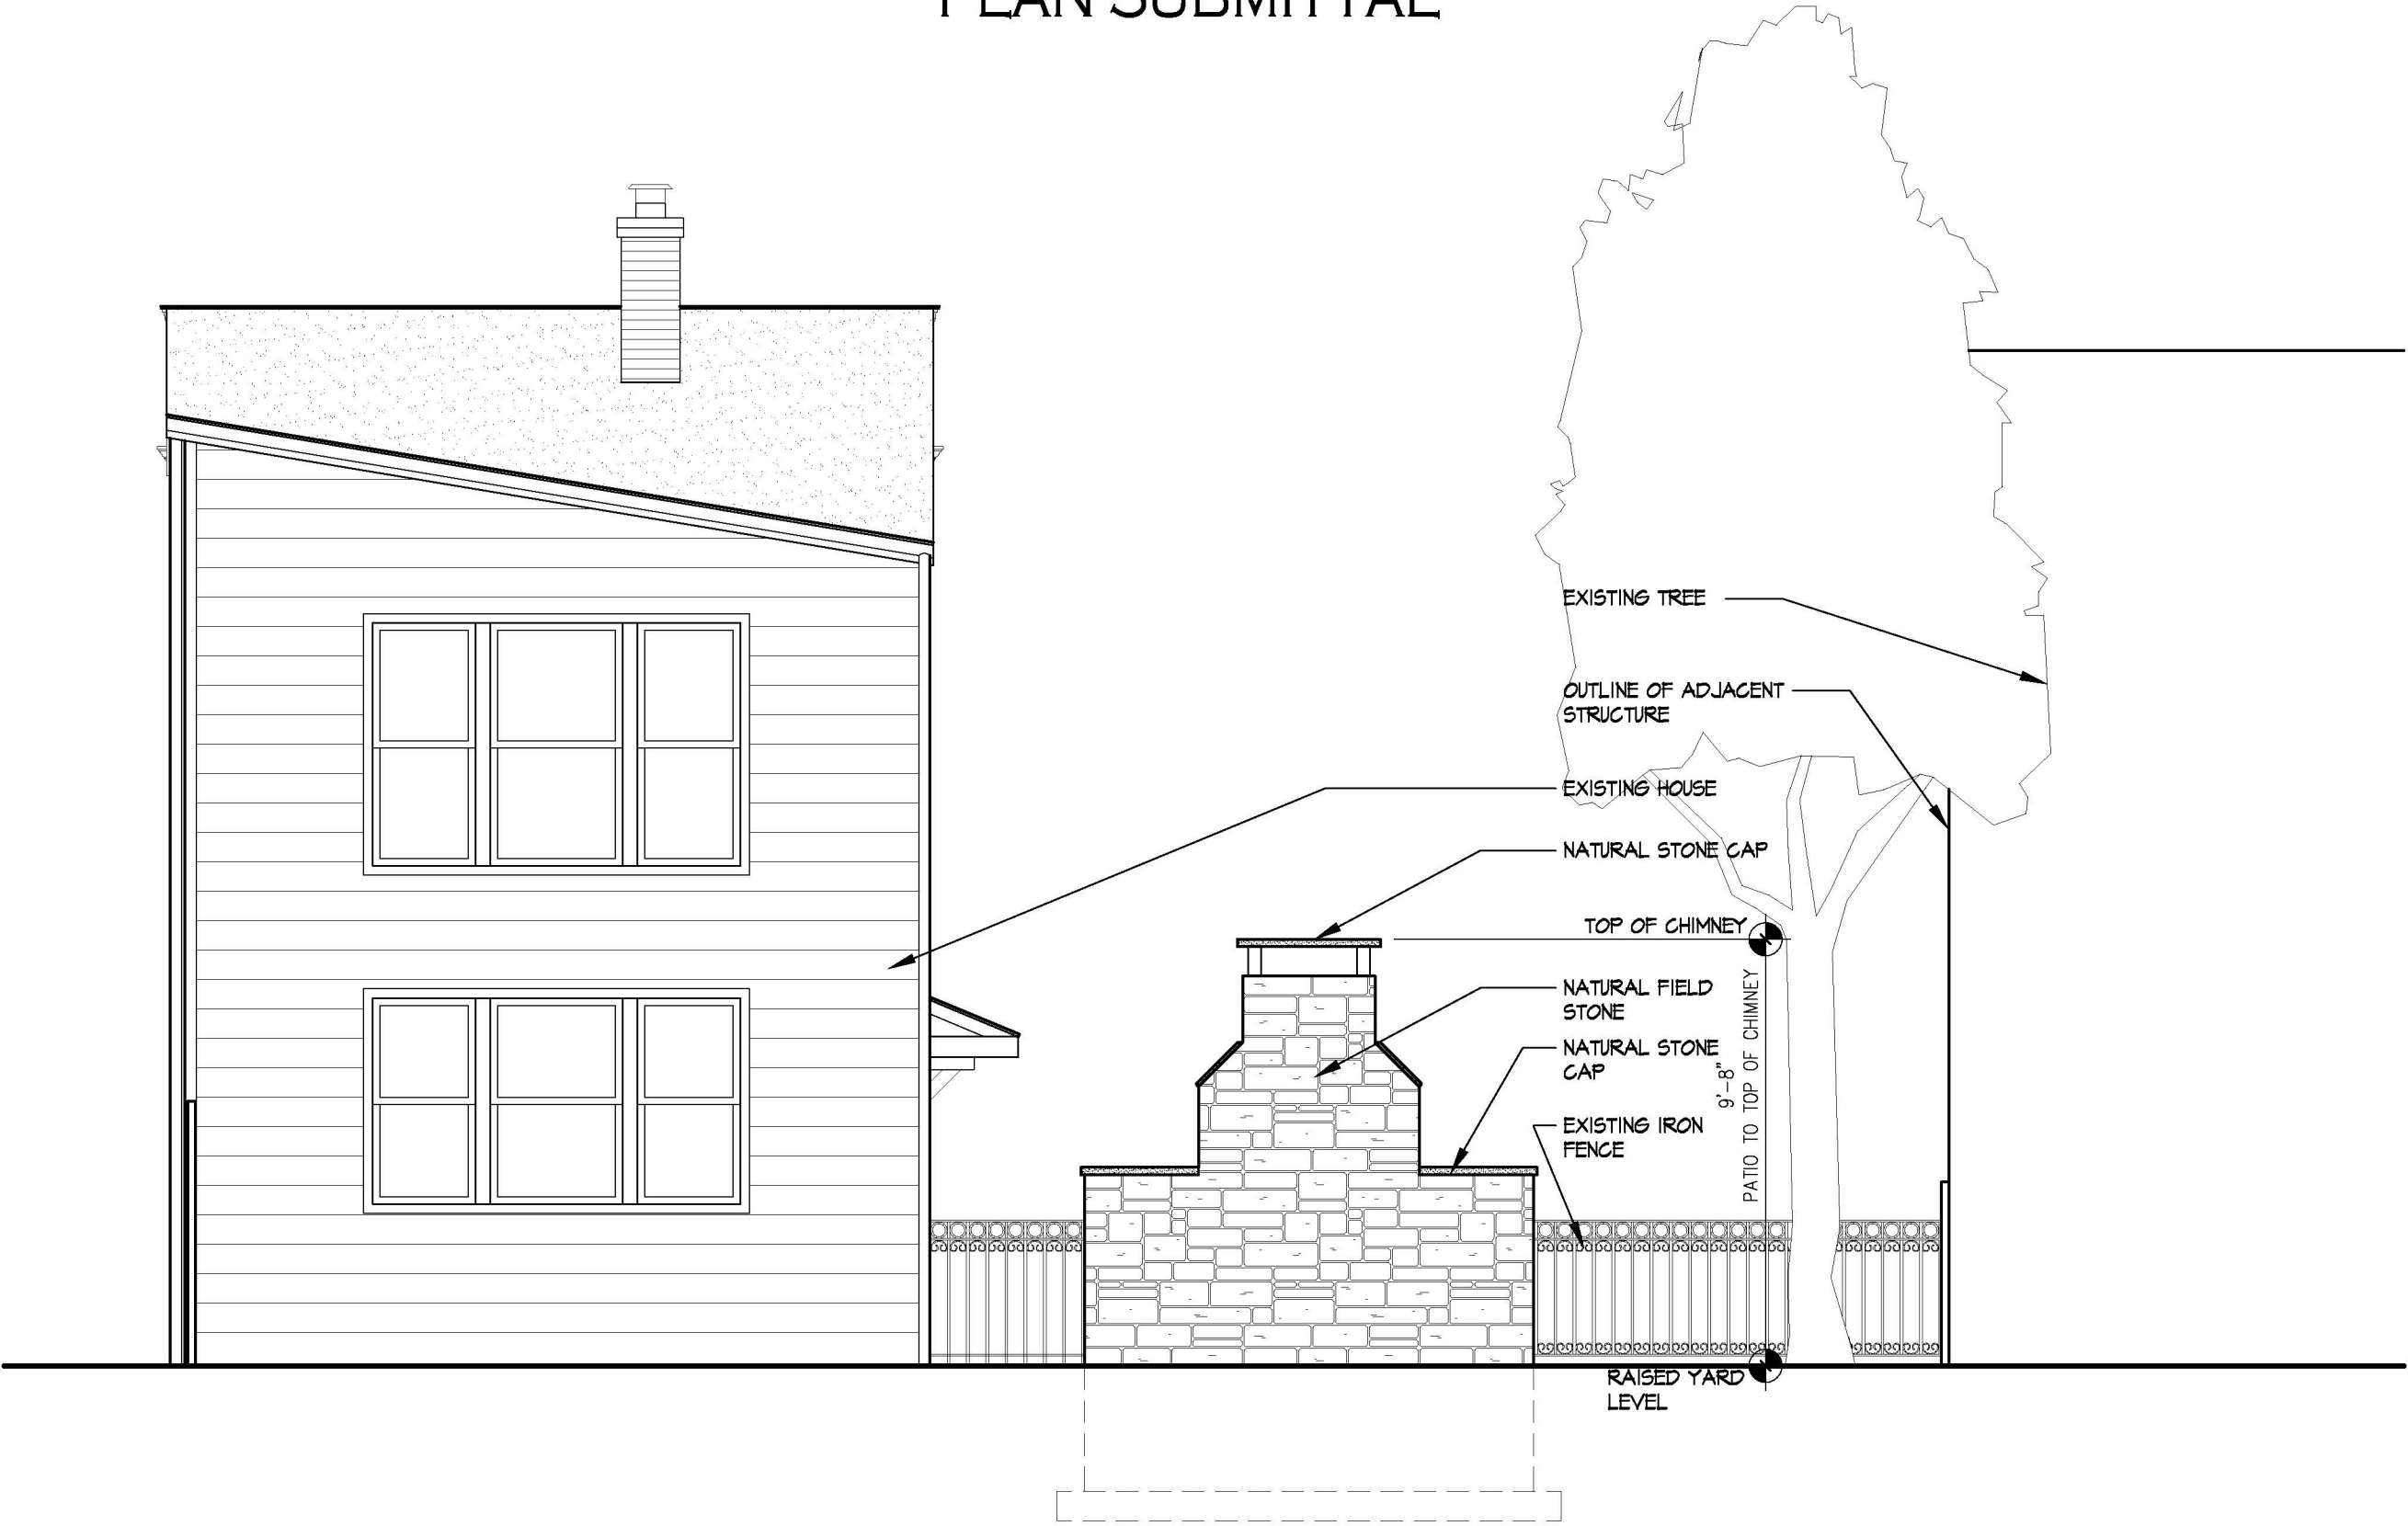 PLAN SUBMITTAL
EXISTING TREE
OUTLINE OF ADJACENT
STRUCTURE
EXISTING HOUSE
NATURAL STONE CAP
TOP OF CHIMNEY
NATURAL FIELD
STONE
NATURAL STONE
CAP
EXISTING IRON
FENCE
9'-8"
PATIO TO TOP OF CHIMNEY
RAISED YARD
LEVEL